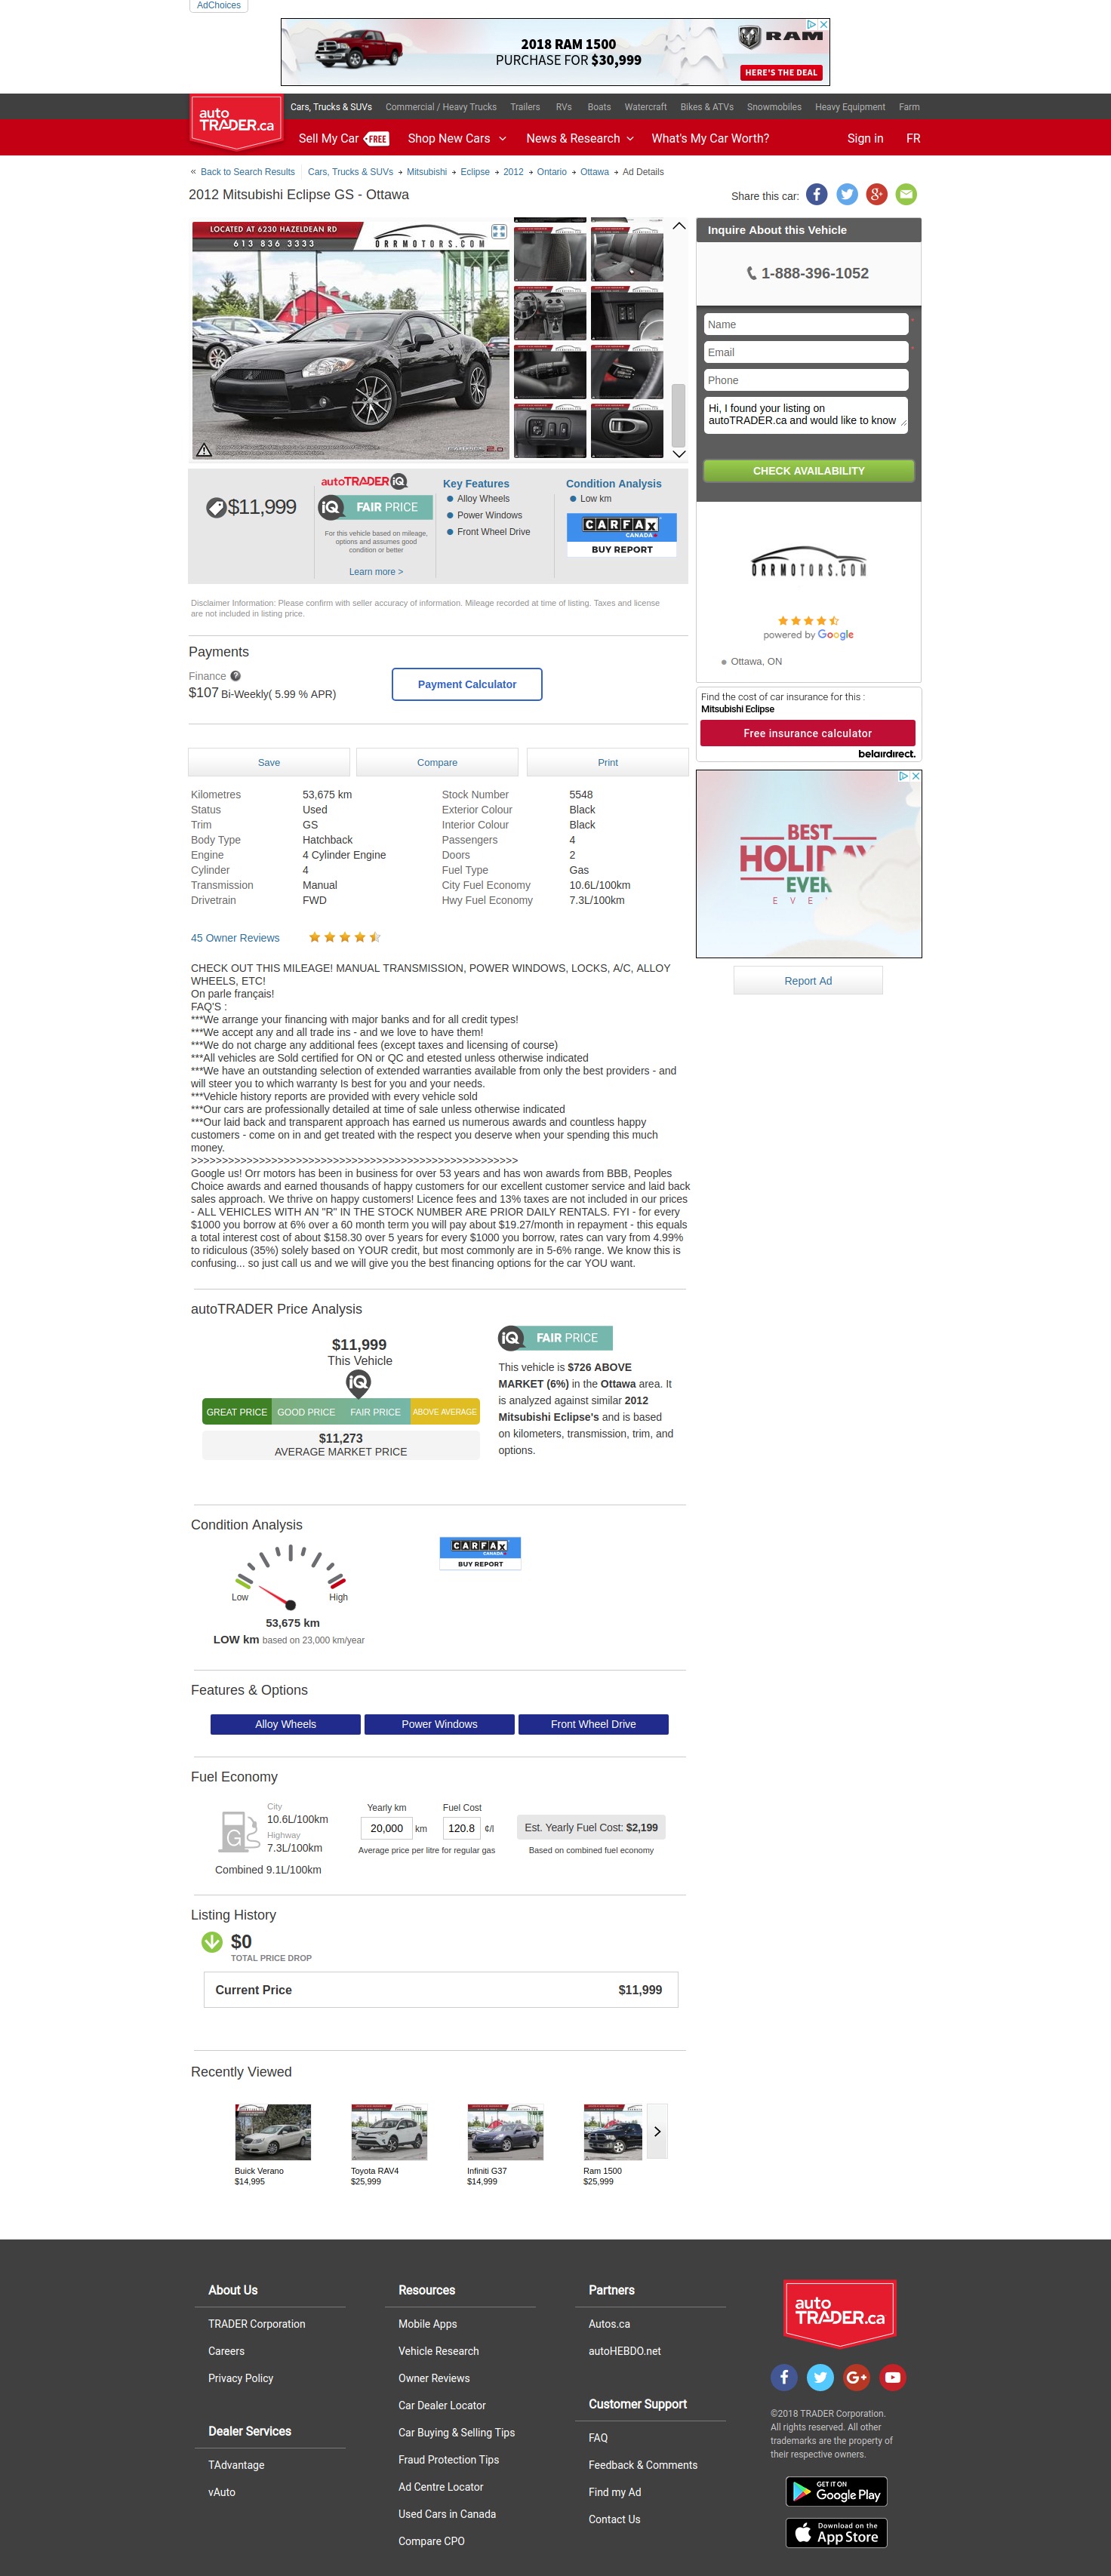 AdChoices
2018 RAM 1500
PURCHASE FOR $30,999
RAM
HERE'S THE DEAL
auto
TRADER.ca
Cars, Trucks & SUVs Commercial / Heavy Trucks Trailers RVs Boats Watercraft Bikes & ATVs Snowmobiles Heavy Equipment Farm
Sell My Car FREE Shop New Cars News & Research What's My Car Worth? Sign in FR
« Back to Search Results Cars, Trucks & SUVs Mitsubishi Eclipse 2012 Ontario Ottawa Ad Details
2012 Mitsubishi Eclipse GS - Ottawa
Share this car:
LOCATED AT 6230 HAZELDEAN RD
613 836 3333
ORRMOTORS.COM
Inquire About this Vehicle
1-888-396-1052
Name
*
Email
*
Phone
Hi, I found your listing on
autoTRADER.ca and would like to know
CHECK AVAILABILITY
$11,999
autoTRADER iQ
iQ FAIR PRICE
For this vehicle based on mileage,
options and assumes good
condition or better
Learn more >
Key Features
Alloy Wheels
Power Windows
Front Wheel Drive
Condition Analysis
Low km
CARFAX
CANADA
BUY REPORT
ORRMOTORS.COM
powered by Google
Ottawa, ON
Disclaimer Information: Please confirm with seller accuracy of information. Mileage recorded at time of listing. Taxes and license
are not included in listing price.
Payments
Finance ?
$107 Bi-Weekly( 5.99 % APR)
Payment Calculator
Find the cost of car insurance for this :
Mitsubishi Eclipse
Free insurance calculator
belairdirect.
Save Compare Print
Kilometres 53,675 km Stock Number 5548
Status Used Exterior Colour Black
Trim GS Interior Colour Black
Body Type Hatchback Passengers 4
Engine 4 Cylinder Engine Doors 2
Cylinder 4 Fuel Type Gas
Transmission Manual City Fuel Economy 10.6L/100km
Drivetrain FWD Hwy Fuel Economy 7.3L/100km
BEST
HOLIDAY
EVER
E V E
Report Ad
45 Owner Reviews
CHECK OUT THIS MILEAGE! MANUAL TRANSMISSION, POWER WINDOWS, LOCKS, A/C, ALLOY
WHEELS, ETC!
On parle français!
FAQ'S :
***We arrange your financing with major banks and for all credit types!
***We accept any and all trade ins - and we love to have them!
***We do not charge any additional fees (except taxes and licensing of course)
***All vehicles are Sold certified for ON or QC and etested unless otherwise indicated
***We have an outstanding selection of extended warranties available from only the best providers - and
will steer you to which warranty Is best for you and your needs.
***Vehicle history reports are provided with every vehicle sold
***Our cars are professionally detailed at time of sale unless otherwise indicated
***Our laid back and transparent approach has earned us numerous awards and countless happy
customers - come on in and get treated with the respect you deserve when your spending this much
money.
>>>>>>>>>>>>>>>>>>>>>>>>>>>>>>>>>>>>>>>>>>>>>>>>>>>>>
Google us! Orr motors has been in business for over 53 years and has won awards from BBB, Peoples
Choice awards and earned thousands of happy customers for our excellent customer service and laid back
sales approach. We thrive on happy customers! Licence fees and 13% taxes are not included in our prices
- ALL VEHICLES WITH AN "R" IN THE STOCK NUMBER ARE PRIOR DAILY RENTALS. FYI - for every
$1000 you borrow at 6% over a 60 month term you will pay about $19.27/month in repayment - this equals
a total interest cost of about $158.30 over 5 years for every $1000 you borrow, rates can vary from 4.99%
to ridiculous (35%) solely based on YOUR credit, but most commonly are in 5-6% range. We know this is
confusing... so just call us and we will give you the best financing options for the car YOU want.
autoTRADER Price Analysis
$11,999
This Vehicle
iQ
GREAT PRICE GOOD PRICE FAIR PRICE ABOVE AVERAGE
$11,273
AVERAGE MARKET PRICE
iQ FAIR PRICE
This vehicle is $726 ABOVE
MARKET (6%) in the Ottawa area. It
is analyzed against similar 2012
Mitsubishi Eclipse's and is based
on kilometers, transmission, trim, and
options.
Condition Analysis
Low High
53,675 km
LOW km based on 23,000 km/year
CARFAX
CANADA
BUY REPORT
Features & Options
Alloy Wheels Power Windows Front Wheel Drive
Fuel Economy
G
City
10.6L/100km
Highway
7.3L/100km
Combined 9.1L/100km
Yearly km Fuel Cost
20,000 km 120.8 ¢/l
Average price per litre for regular gas
Est. Yearly Fuel Cost: $2,199
Based on combined fuel economy
Listing History
$0
TOTAL PRICE DROP
Current Price $11,999
Recently Viewed
Buick Verano
$14,995
Toyota RAV4
$25,999
Infiniti G37
$14,999
Ram 1500
$25,999
About Us
TRADER Corporation
Careers
Privacy Policy
Dealer Services
TAdvantage
vAuto
Resources
Mobile Apps
Vehicle Research
Owner Reviews
Car Dealer Locator
Car Buying & Selling Tips
Fraud Protection Tips
Ad Centre Locator
Used Cars in Canada
Compare CPO
Partners
Autos.ca
autoHEBDO.net
Customer Support
FAQ
Feedback & Comments
Find my Ad
Contact Us
auto
TRADER.ca
©2018 TRADER Corporation.
All rights reserved. All other
trademarks are the property of
their respective owners.
GET IT ON
Google Play
Download on the
App Store